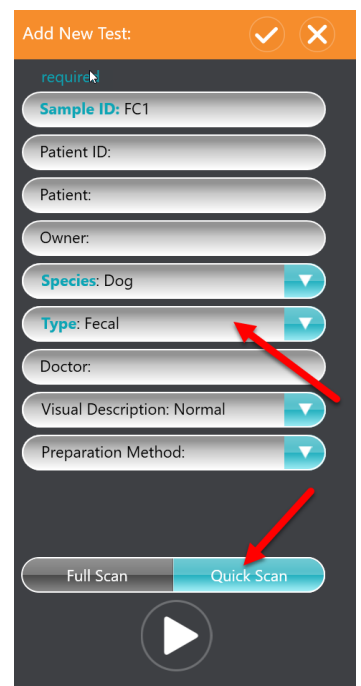 Add New Test:
required
Sample ID: FC1
Patient ID:
Patient:
Owner:
Species: Dog
Type: Fecal
Doctor:
Visual Description: Normal
Preparation Method:
Full Scan Quick Scan